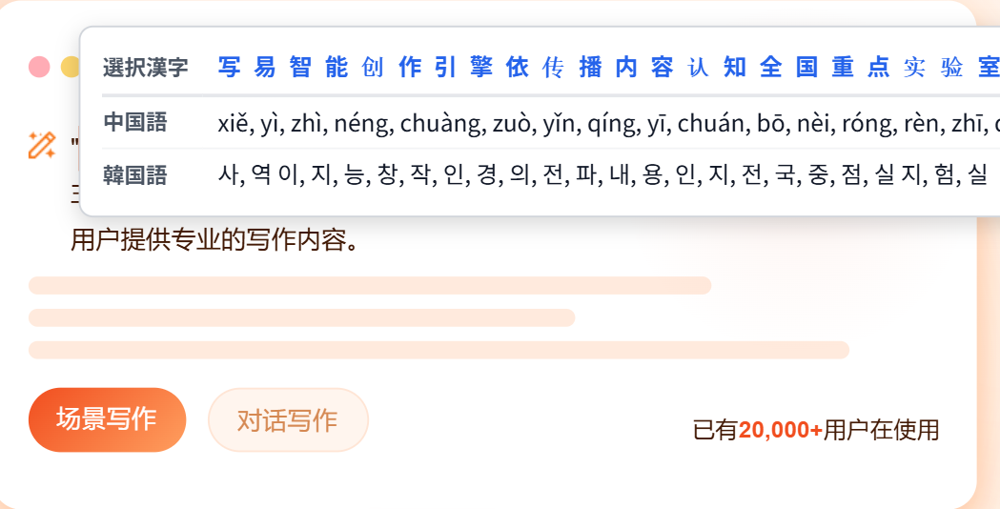 選択漢字 写 易 智 能 创 作 引 擎 依 传 播 内 容 认 知 全 国 重 点 实 验 室
中国語 xiě, yì, zhì, néng, chuàng, zuò, yǐn, qíng, yī, chuán, bō, nèi, róng, rèn, zhī,
韓国語 사, 역 이, 지, 능, 창, 작, 인, 경, 의, 전, 파, 내, 용, 인, 지, 전, 국, 중, 점, 실 지, 험, 실
"
用户提供专业的写作内容。
场景写作
对话写作
已有20,000+用户在使用